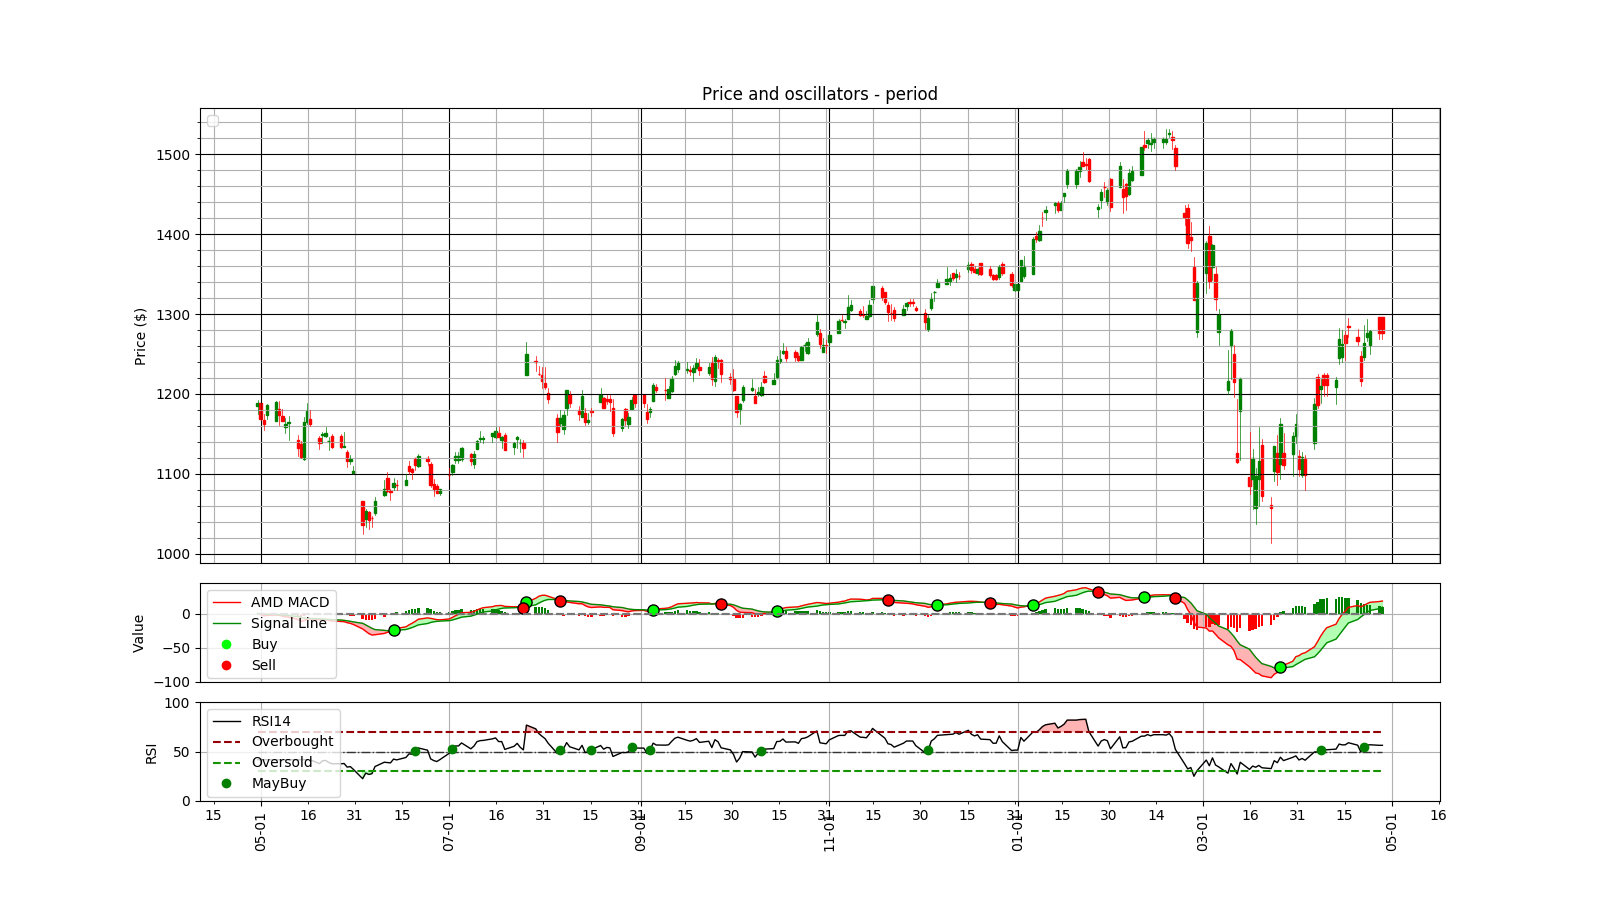 Price and oscillators - period
Price ($)
1500
1400
1300
1200
1100
1000
Value
0
−50
−100
AMD MACD
Signal Line
Buy
Sell
RSI
100
50
0
RSI14
Overbought
Oversold
MayBuy
15 16 31 15 16 31 15 15 30 15 30 15 31 15 30 14 16 31 15 16
05-01 07-01 09-01 11-01 01-01 03-01 05-01